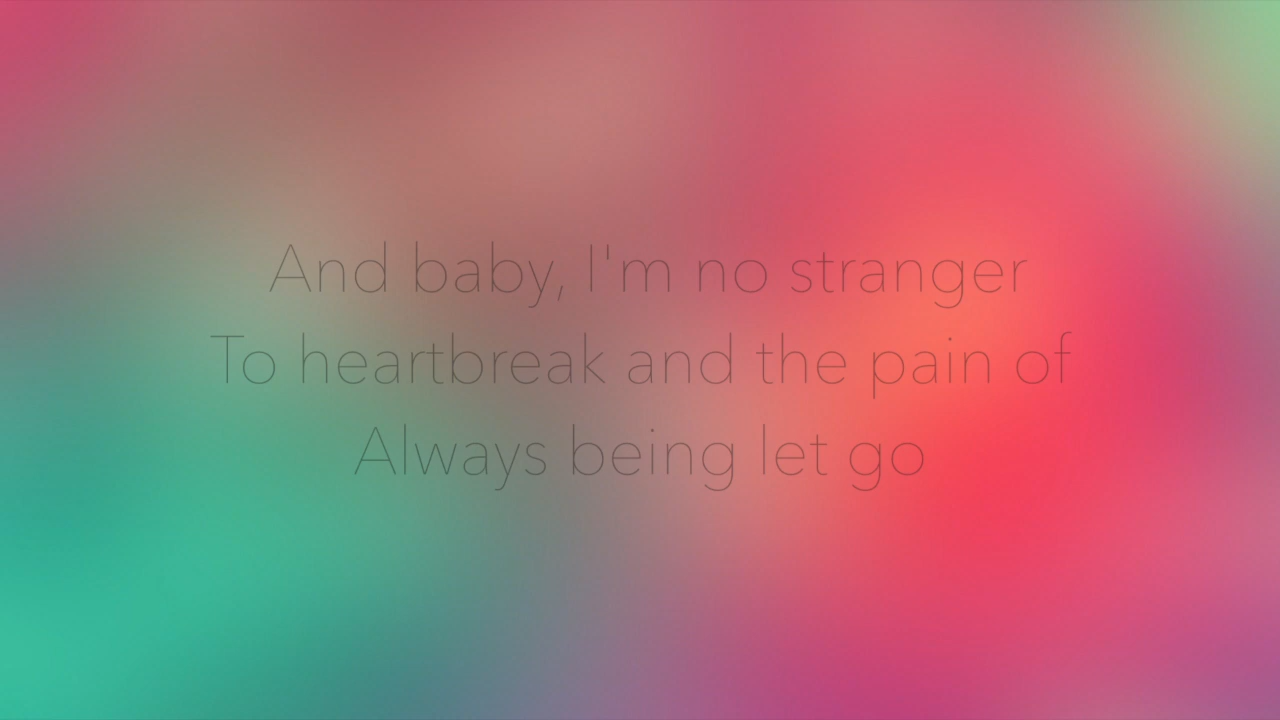 And baby, I'm no stranger
To heartbreak and the pain of
Always being let go